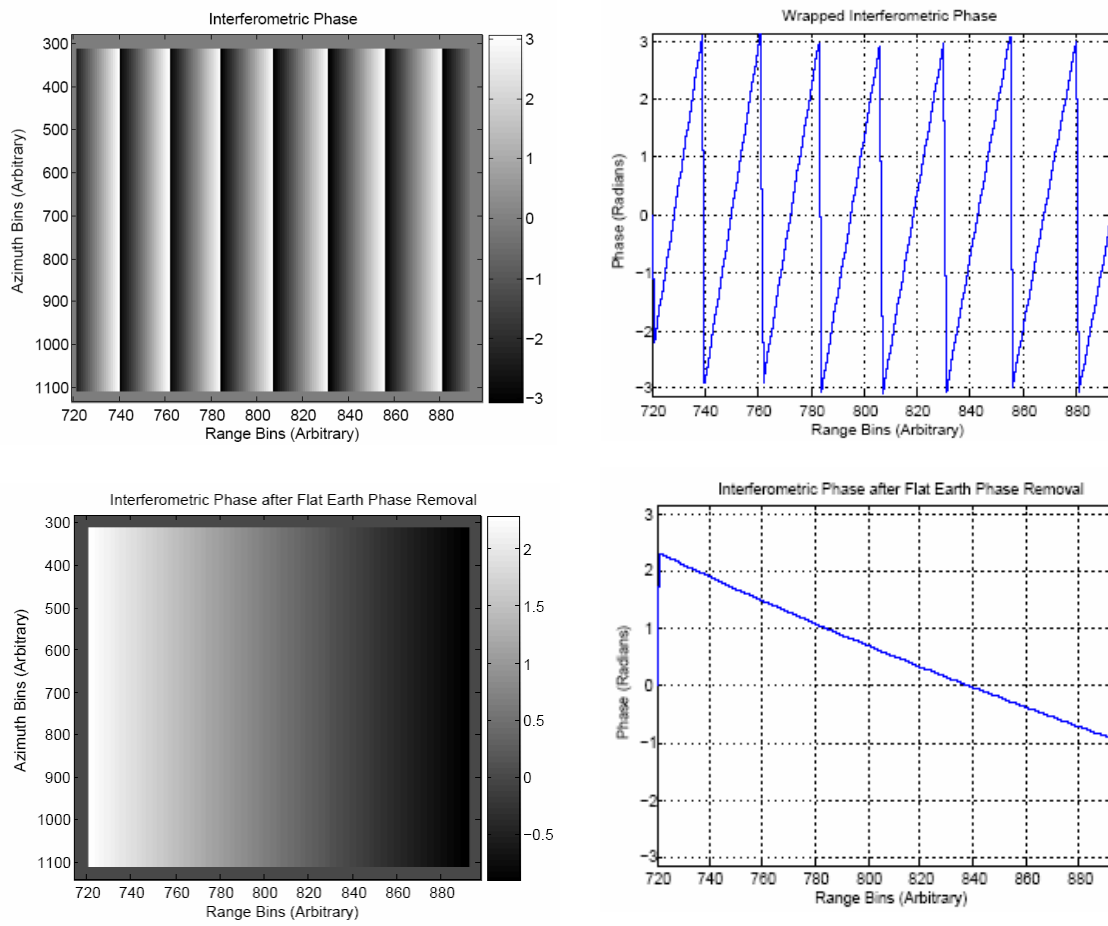 Interferometric Phase
300
400
500
600
700
800
900
1000
1100
720 740 760 780 800 820 840 860 880
Range Bins (Arbitrary)
Azimuth Bins (Arbitrary)
3
2
1
0
−1
−2
−3
Wrapped Interferometric Phase
3
2
1
0
−1
−2
−3
720 740 760 780 800 820 840 860 880
Range Bins (Arbitrary)
Phase (Radians)
Interferometric Phase after Flat Earth Phase Removal
300
400
500
600
700
800
900
1000
1100
720 740 760 780 800 820 840 860 880
Range Bins (Arbitrary)
Azimuth Bins (Arbitrary)
2
1.5
1
0.5
0
−0.5
Interferometric Phase after Flat Earth Phase Removal
3
2
1
0
−1
−2
−3
720 740 760 780 800 820 840 860 880
Range Bins (Arbitrary)
Phase (Radians)